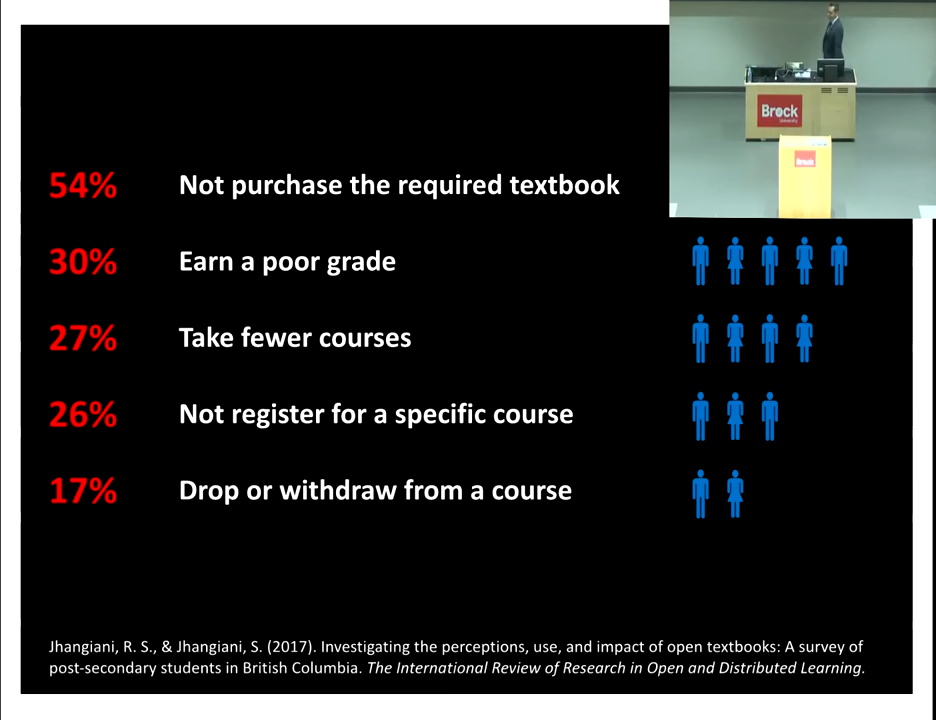 Brock
University
Brock
54% Not purchase the required textbook
30% Earn a poor grade
27% Take fewer courses
26% Not register for a specific course
17% Drop or withdraw from a course
Jhangiani, R. S., & Jhangiani, S. (2017). Investigating the perceptions, use, and impact of open textbooks: A survey of
post-secondary students in British Columbia. The International Review of Research in Open and Distributed Learning.